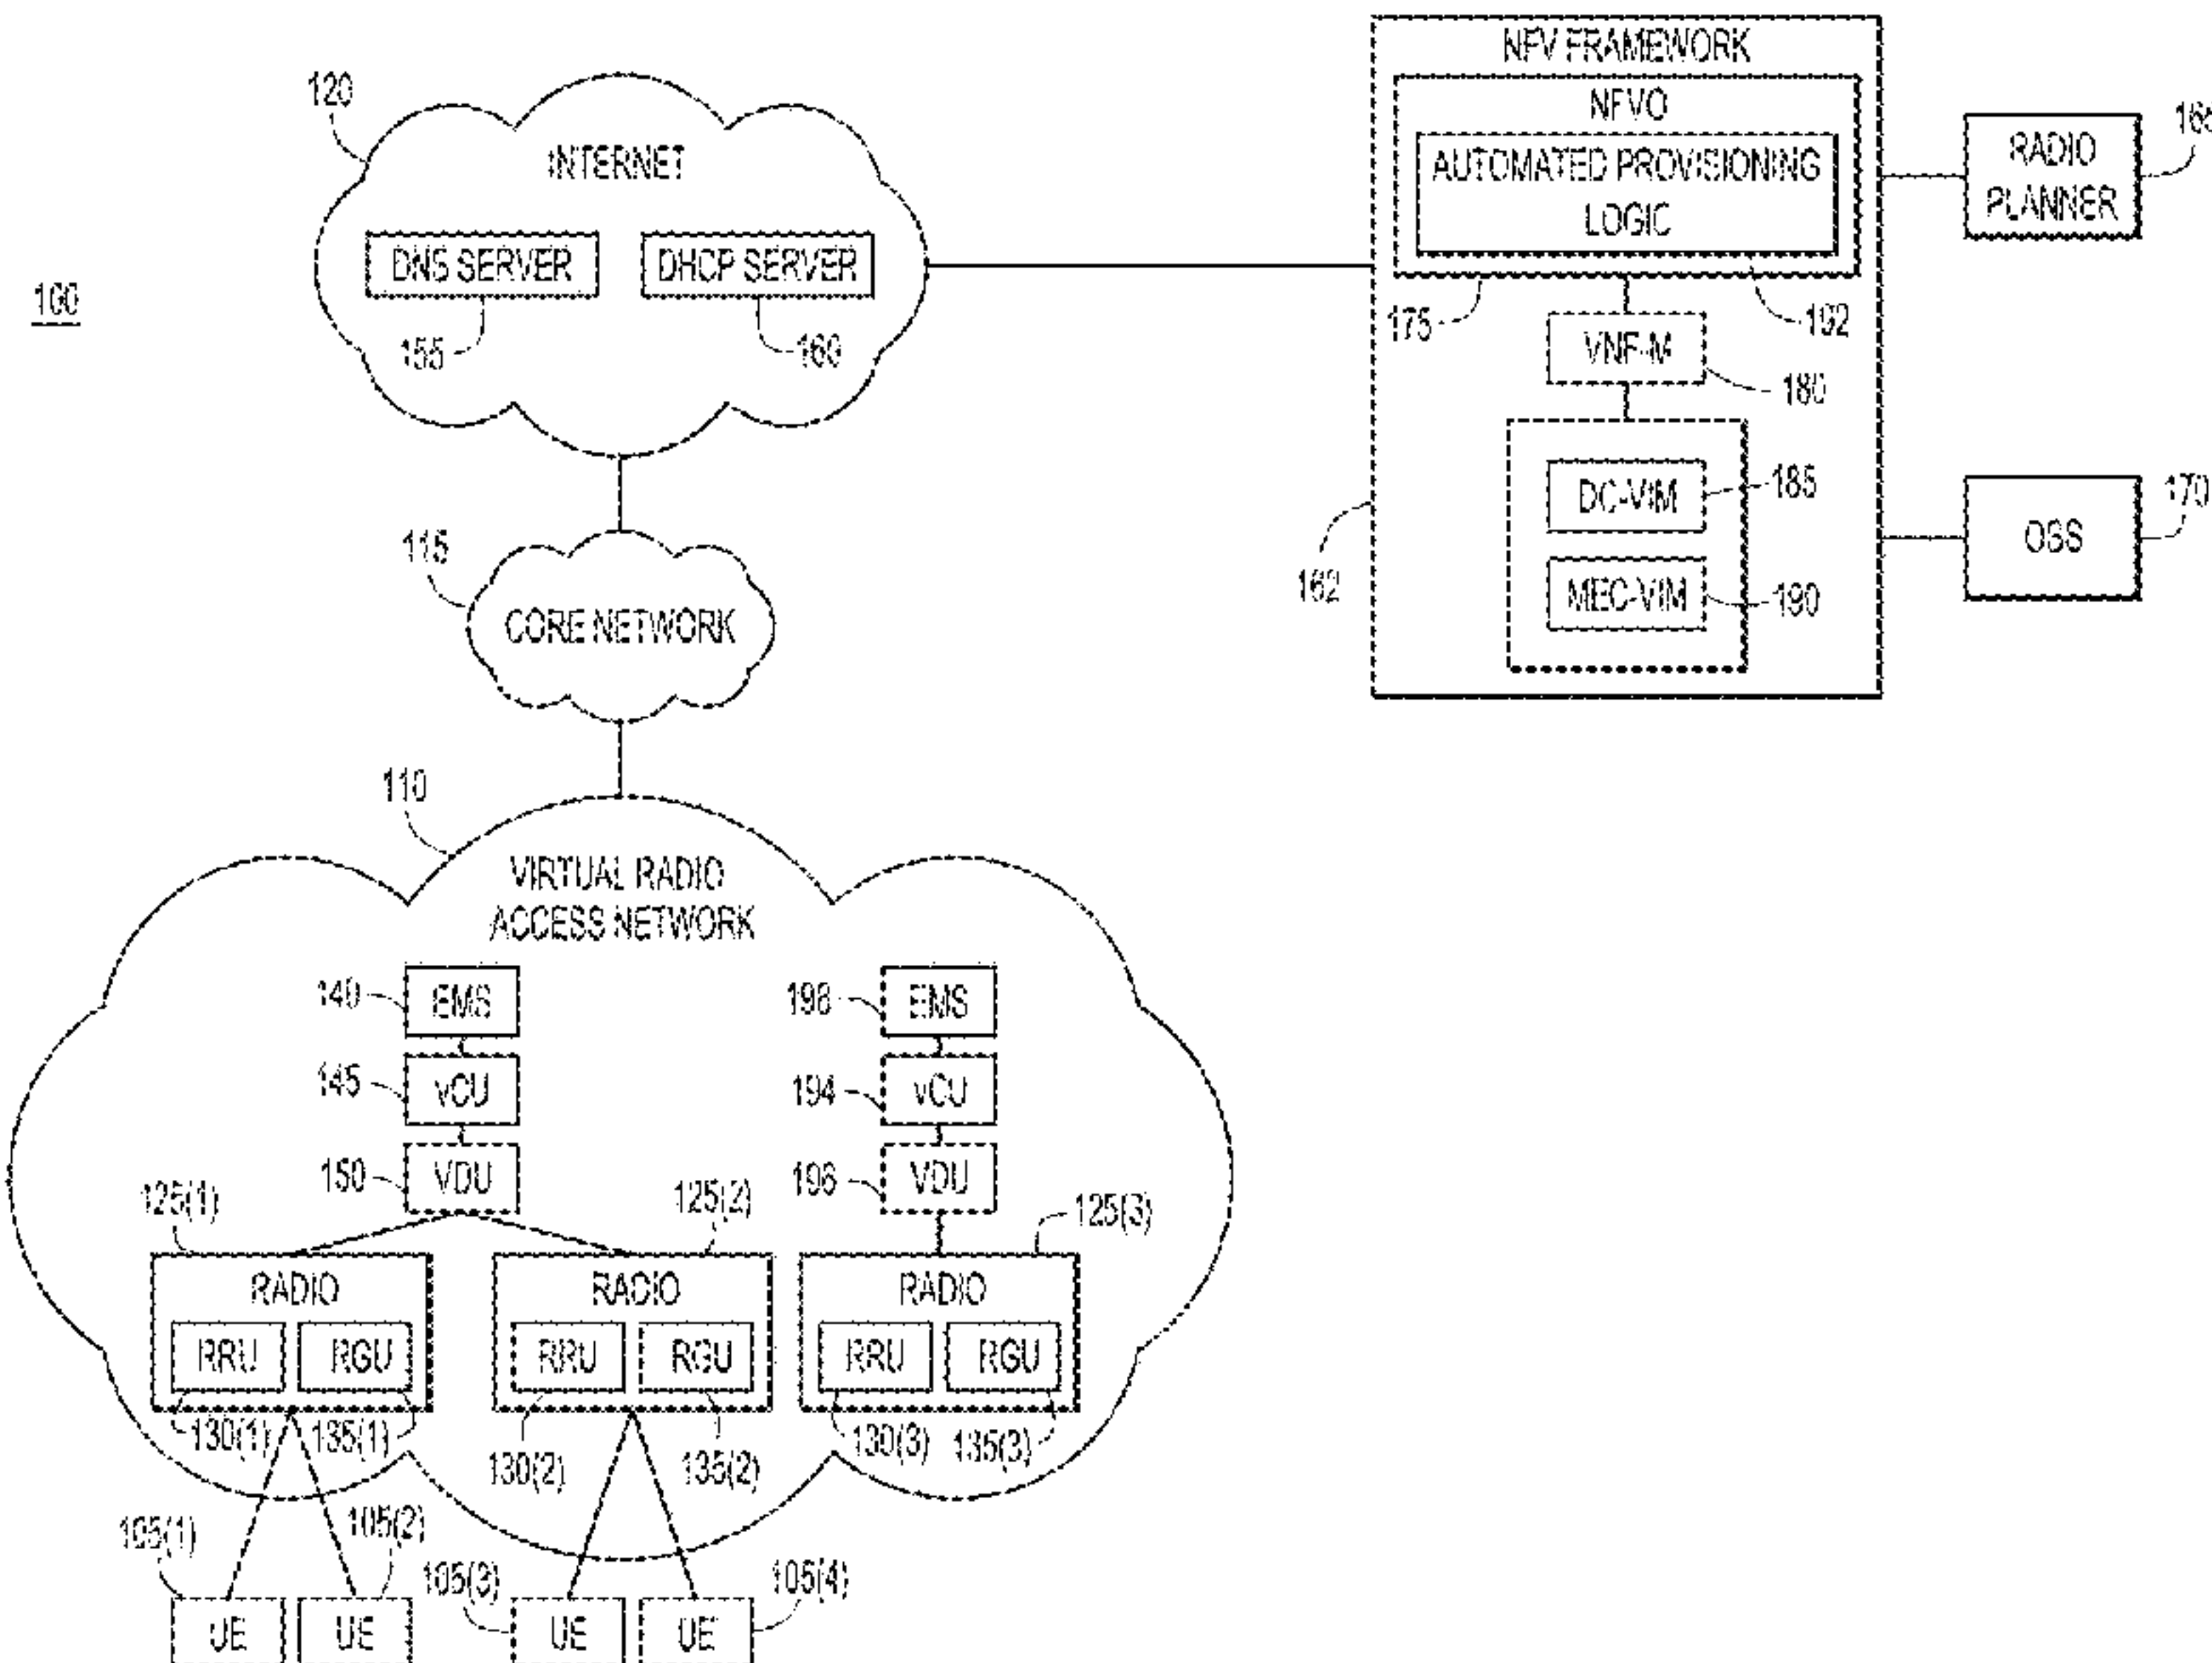 100
120
INTERNET
DNS SERVER
DHCP SERVER
155
160
NFV FRAMEWORK
NFVO
AUTOMATED PROVISIONING
LOGIC
175
192
VNF-M
180
DC-VIM
185
MEC-VIM
190
162
RADIO
PLANNER
165
OSS
170
115
CORE NETWORK
110
VIRTUAL RADIO
ACCESS NETWORK
140
EMS
198
EMS
145
vCU
194
vCU
150
VDU
196
VDU
125(1)
125(2)
125(3)
RADIO
RADIO
RADIO
RRU
RGU
RRU
RGU
RRU
RGU
130(1)
135(1)
130(2)
135(2)
130(3)
135(3)
105(1)
105(2)
105(3)
105(4)
UE
UE
UE
UE